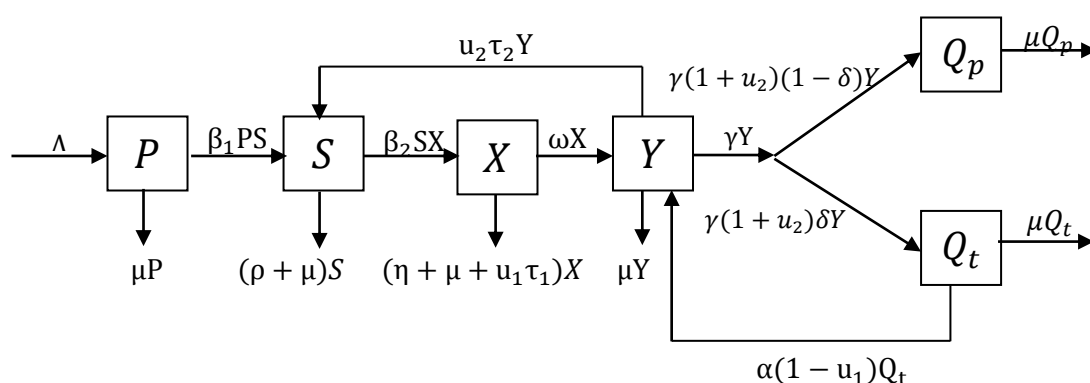 u₂τ₂Y
γ(1 + u₂)(1 − δ)Y
Q_p
μQ_p
∧
P
β₁PS
S
β₂SX
X
ωX
Y
γY
μP
(ρ + μ)S
(η + μ + u₁τ₁)X
μY
γ(1 + u₂)δY
Q_t
μQ_t
α(1 − u₁)Q_t